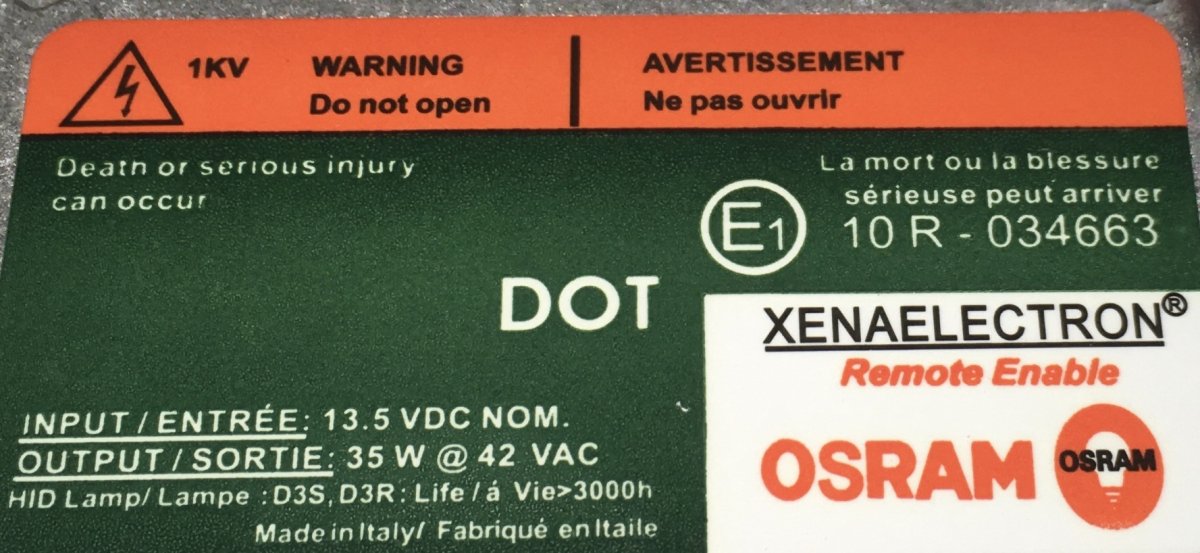 1KV WARNING AVERTISSEMENT
Do not open Ne pas ouvrir
Death or serious injury
can occur
La mort ou la blessure
sérieuse peut arriver
E1 10 R - 034663
DOT
XENAELECTRON®
Remote Enable
OSRAM OSRAM
INPUT / ENTRÉE: 13.5 VDC NOM.
OUTPUT / SORTIE: 35 W @ 42 VAC
HID Lamp/ Lampe : D3S, D3R: Life / á Vie>3000h
Made in Italy/ Fabriqué en Itaile